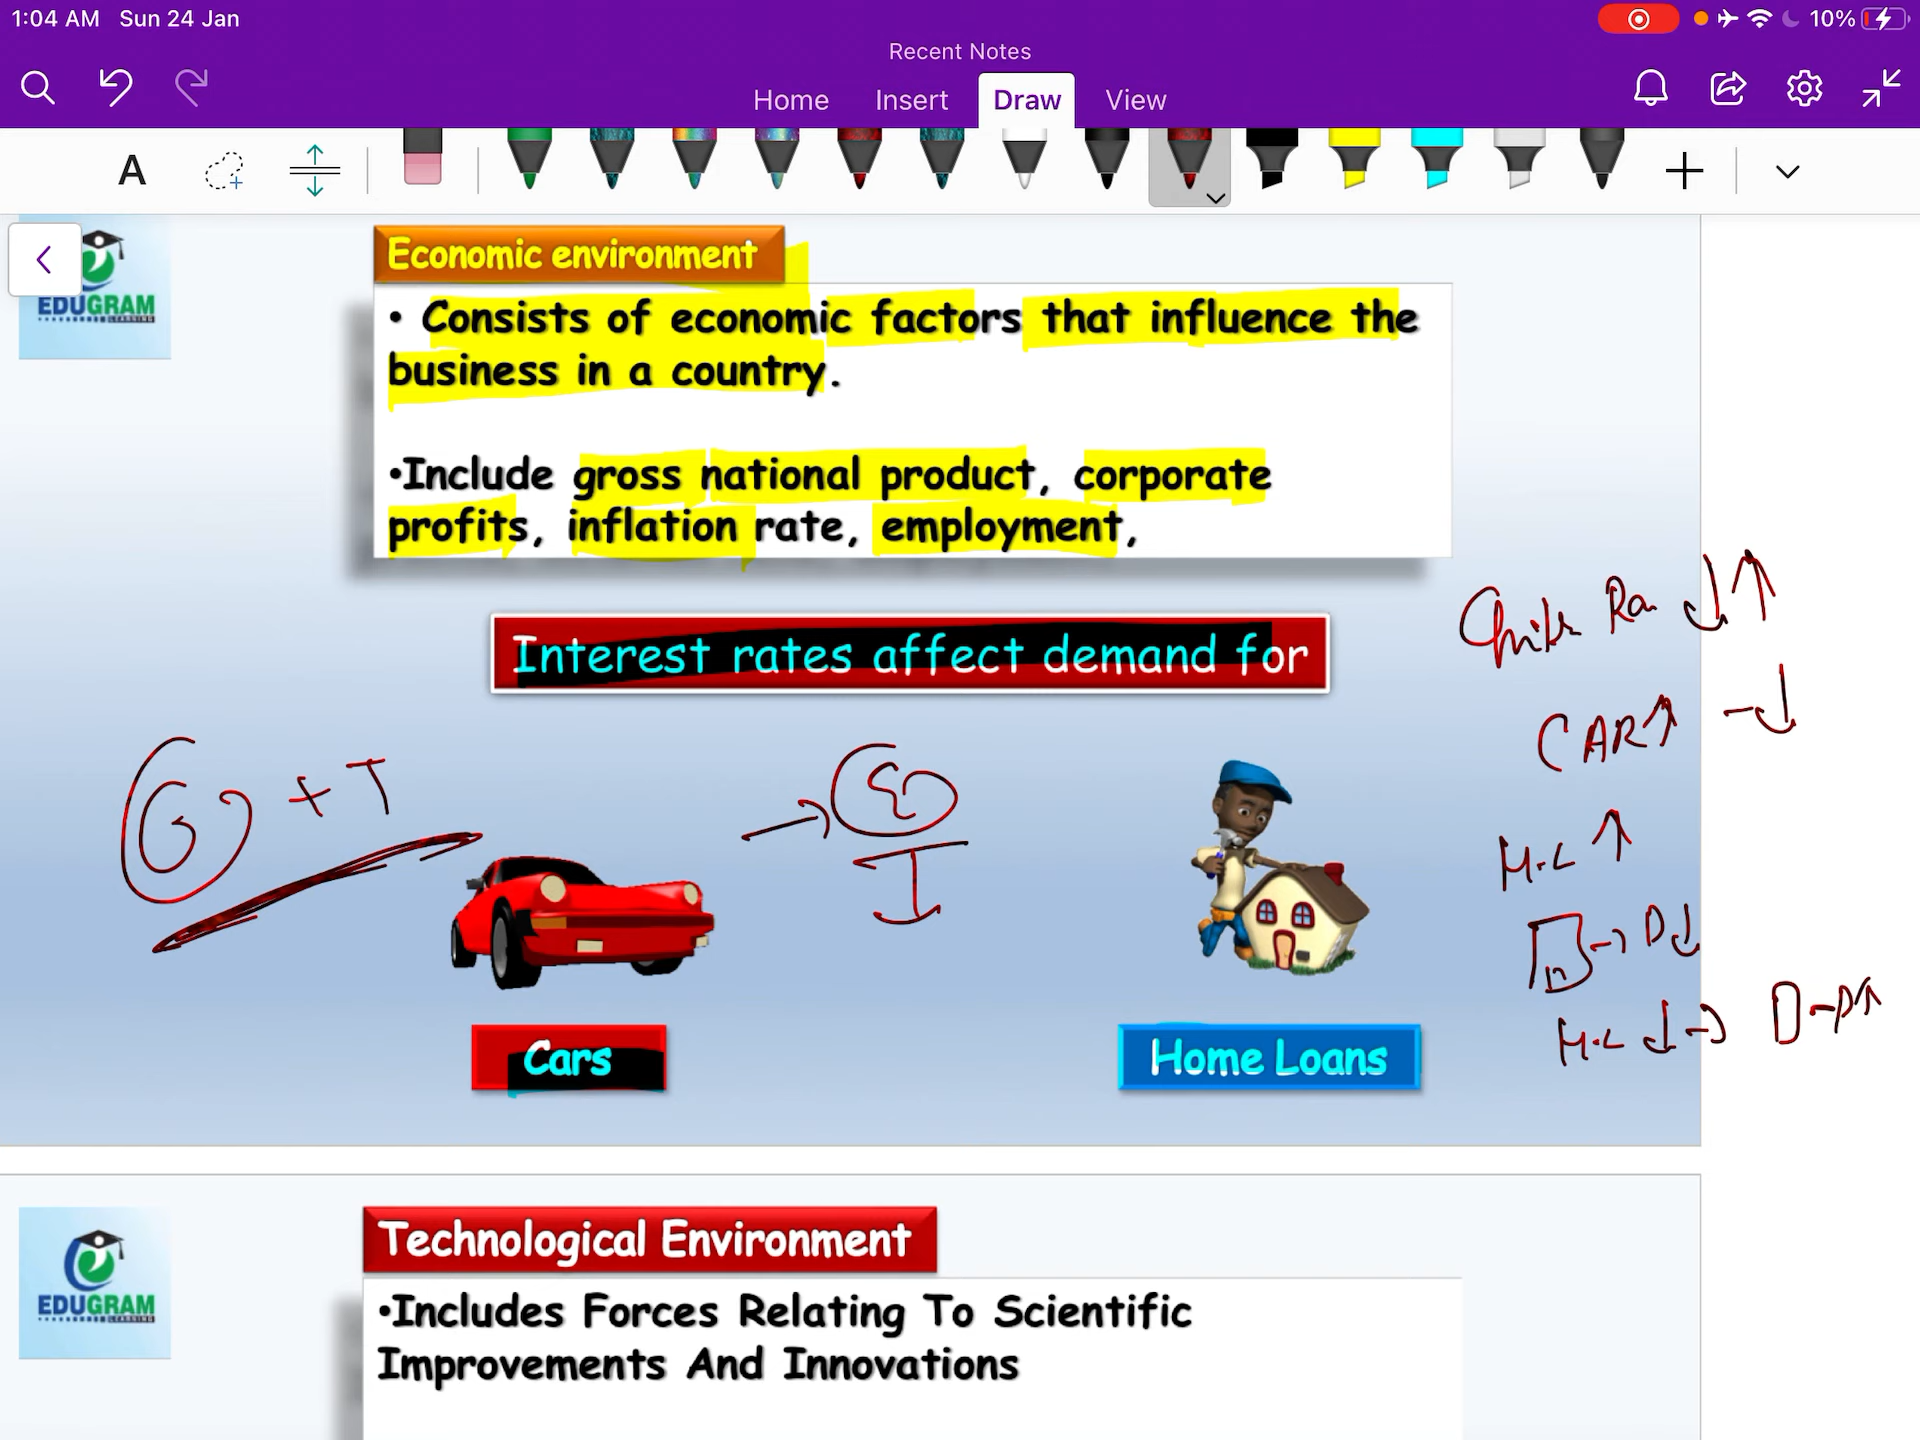 1:04 AM Sun 24 Jan
10%
Recent Notes
Home Insert Draw View
A
EDUGRAM
LEARNING
Economic environment
• Consists of economic factors that influence the
business in a country.
•Include gross national product, corporate
profits, inflation rate, employment,
Interest rates affect demand for
CAR↑ → ↓
+ T
H.L ↑
→ D↓
H.L ↓ →
Cars
Home Loans
EDUGRAM
LEARNING
Technological Environment
•Includes Forces Relating To Scientific
Improvements And Innovations